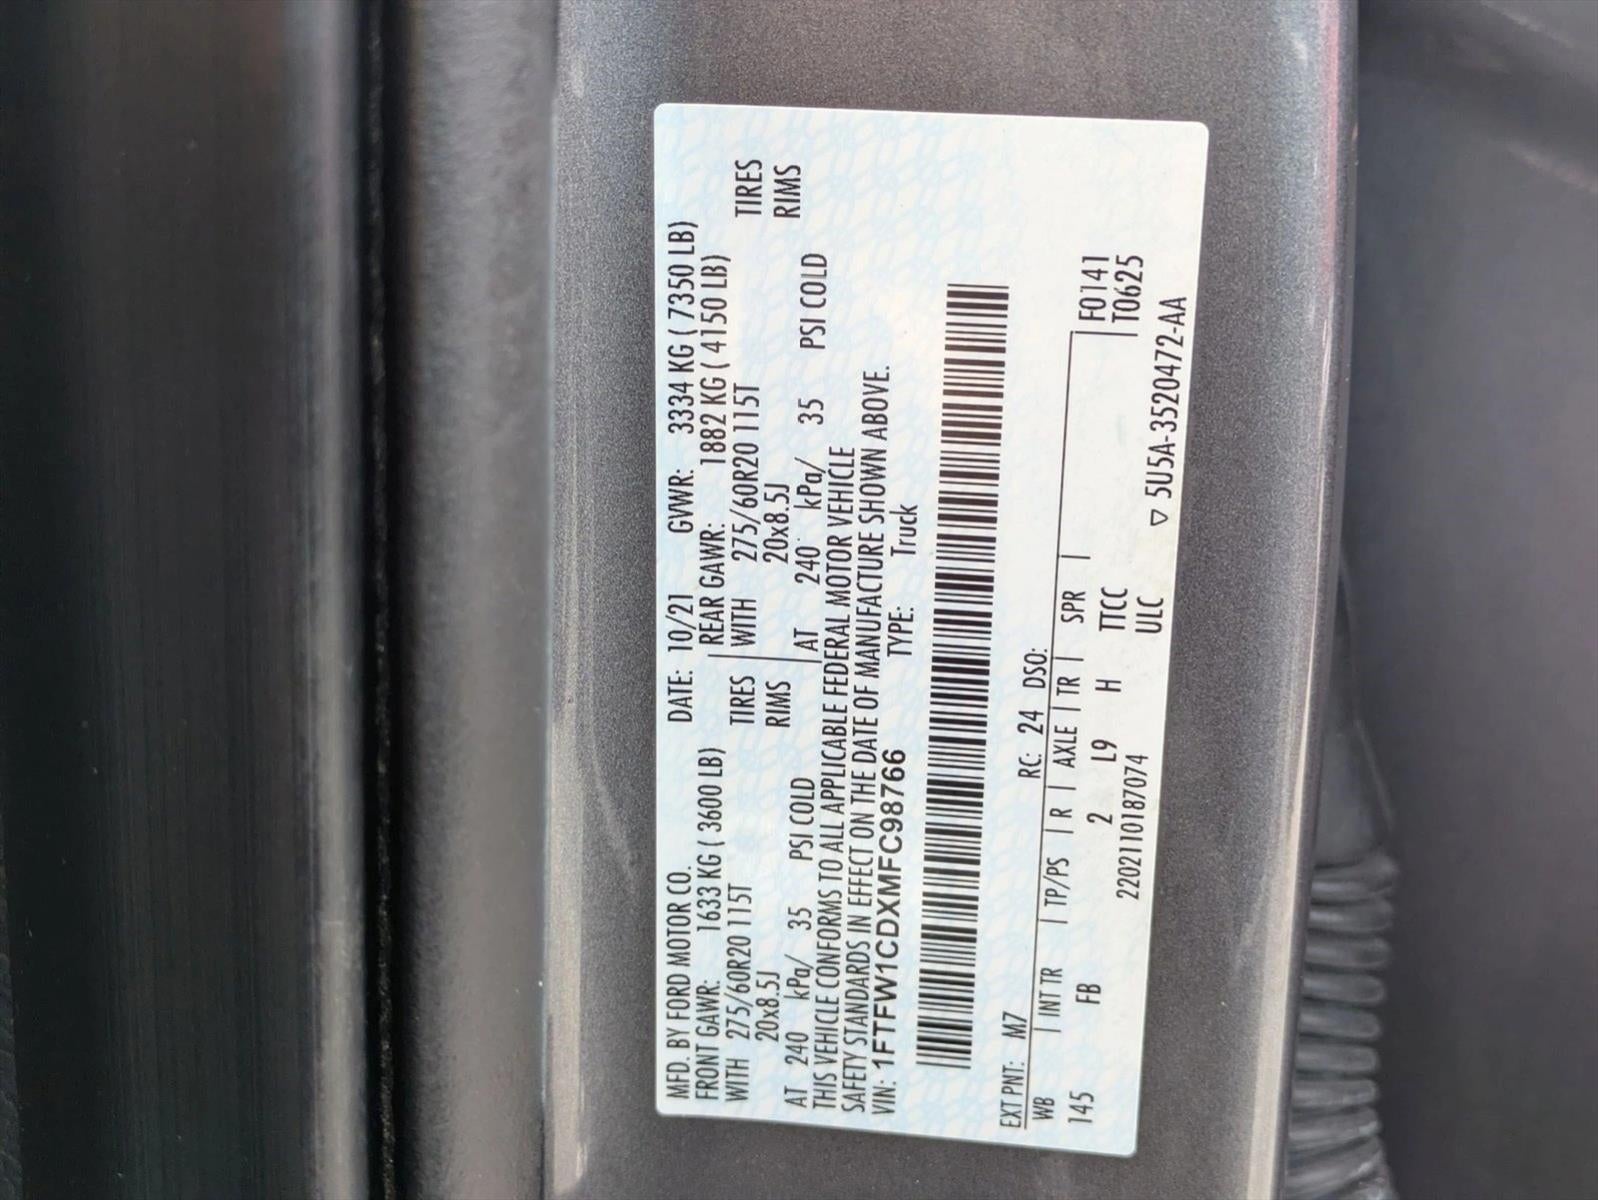 MFD. BY FORD MOTOR CO. DATE: 10/21 GVWR: 3334 KG ( 7350 LB)
FRONT GAWR: 1633 KG ( 3600 LB) REAR GAWR: 1882 KG ( 4150 LB)
WITH 275/60R20 115T TIRES WITH 275/60R20 115T TIRES
20x8.5J RIMS 20x8.5J RIMS
AT 240 kPa/ 35 PSI COLD AT 240 kPa/ 35 PSI COLD
THIS VEHICLE CONFORMS TO ALL APPLICABLE FEDERAL MOTOR VEHICLE
SAFETY STANDARDS IN EFFECT ON THE DATE OF MANUFACTURE SHOWN ABOVE.
VIN: 1FTFW1CDXMFC98766 TYPE: Truck
EXT PNT: M7 RC: 24 DSO:
WB | INT TR | TP/PS | R | AXLE | TR | SPR | F0141
145 FB 2 L9 H TTCC | T0625
2202110187074 ULC ▽ 5U5A-3520472-AA